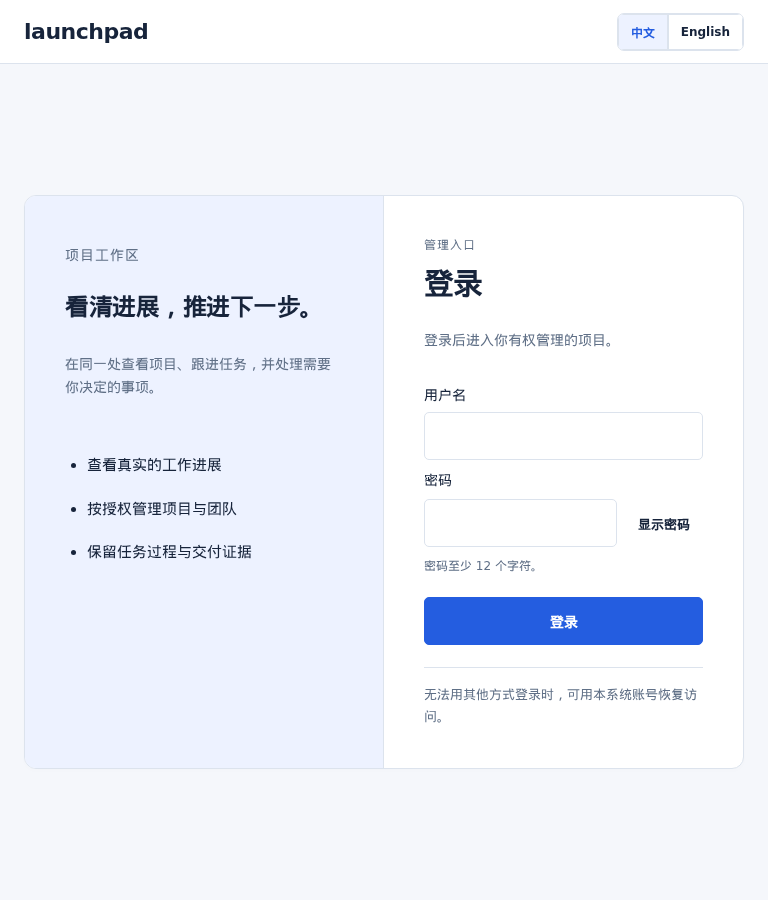 launchpad
中文
English
项目工作区
看清进展，推进下一步。
在同一处查看项目、跟进任务，并处理需要
你决定的事项。
查看真实的工作进展
按授权管理项目与团队
保留任务过程与交付证据
管理入口
登录
登录后进入你有权管理的项目。
用户名
密码
显示密码
密码至少 12 个字符。
登录
无法用其他方式登录时，可用本系统账号恢复访
问。